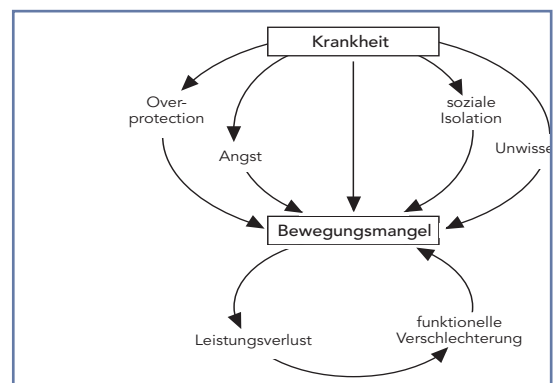 Krankheit
Over-
protection
soziale
Isolation
Angst
Bewegungsmangel
Leistungsverlust
funktionelle
Verschlechterung